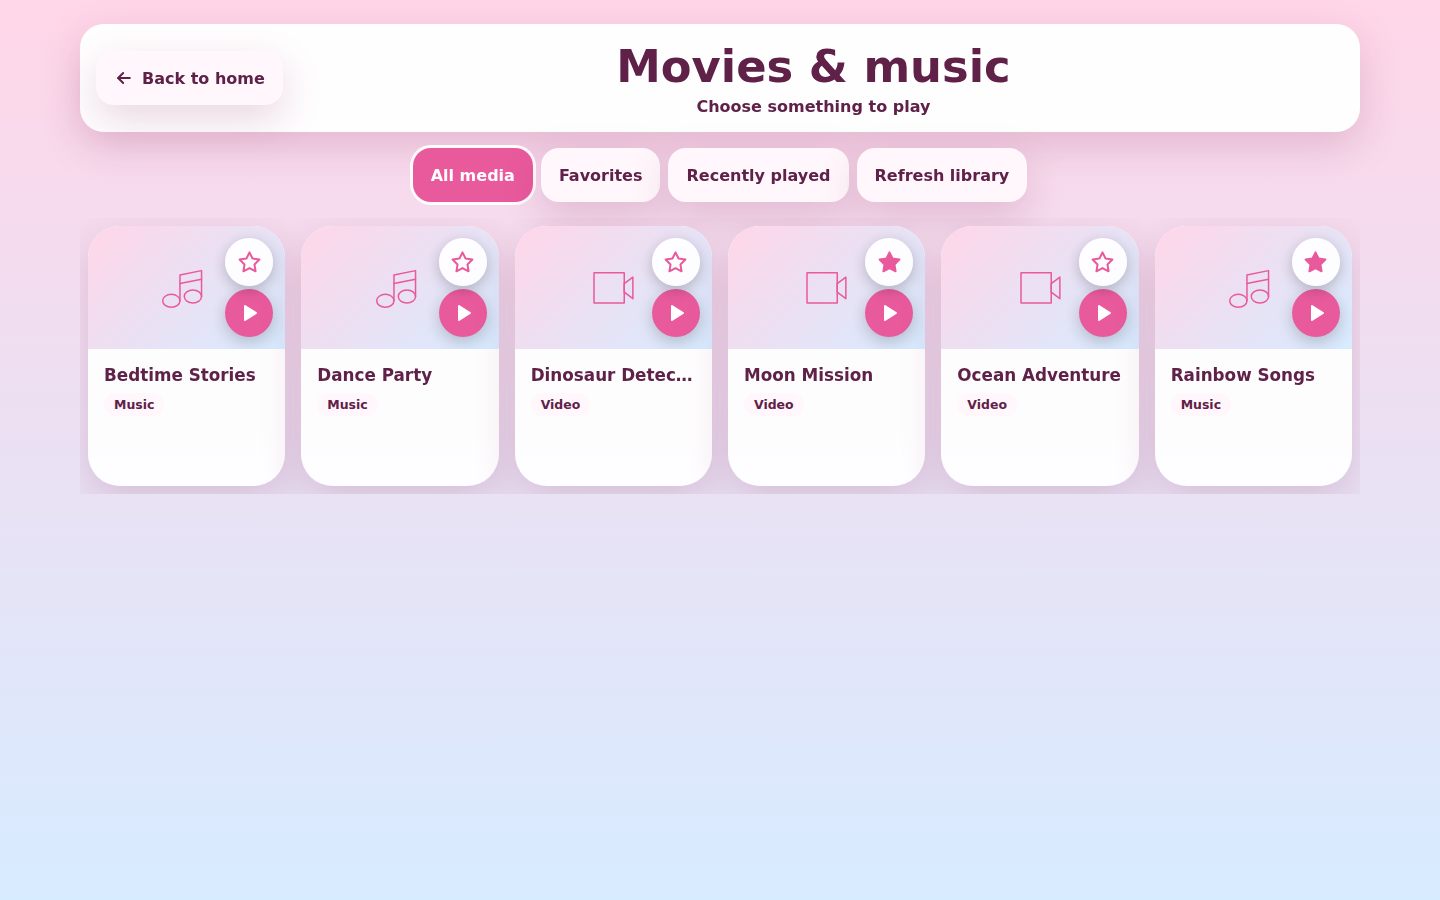 Back to home
Movies & music
Choose something to play
All media
Favorites
Recently played
Refresh library
Bedtime Stories
Music
Dance Party
Music
Dinosaur Detec...
Video
Moon Mission
Video
Ocean Adventure
Video
Rainbow Songs
Music